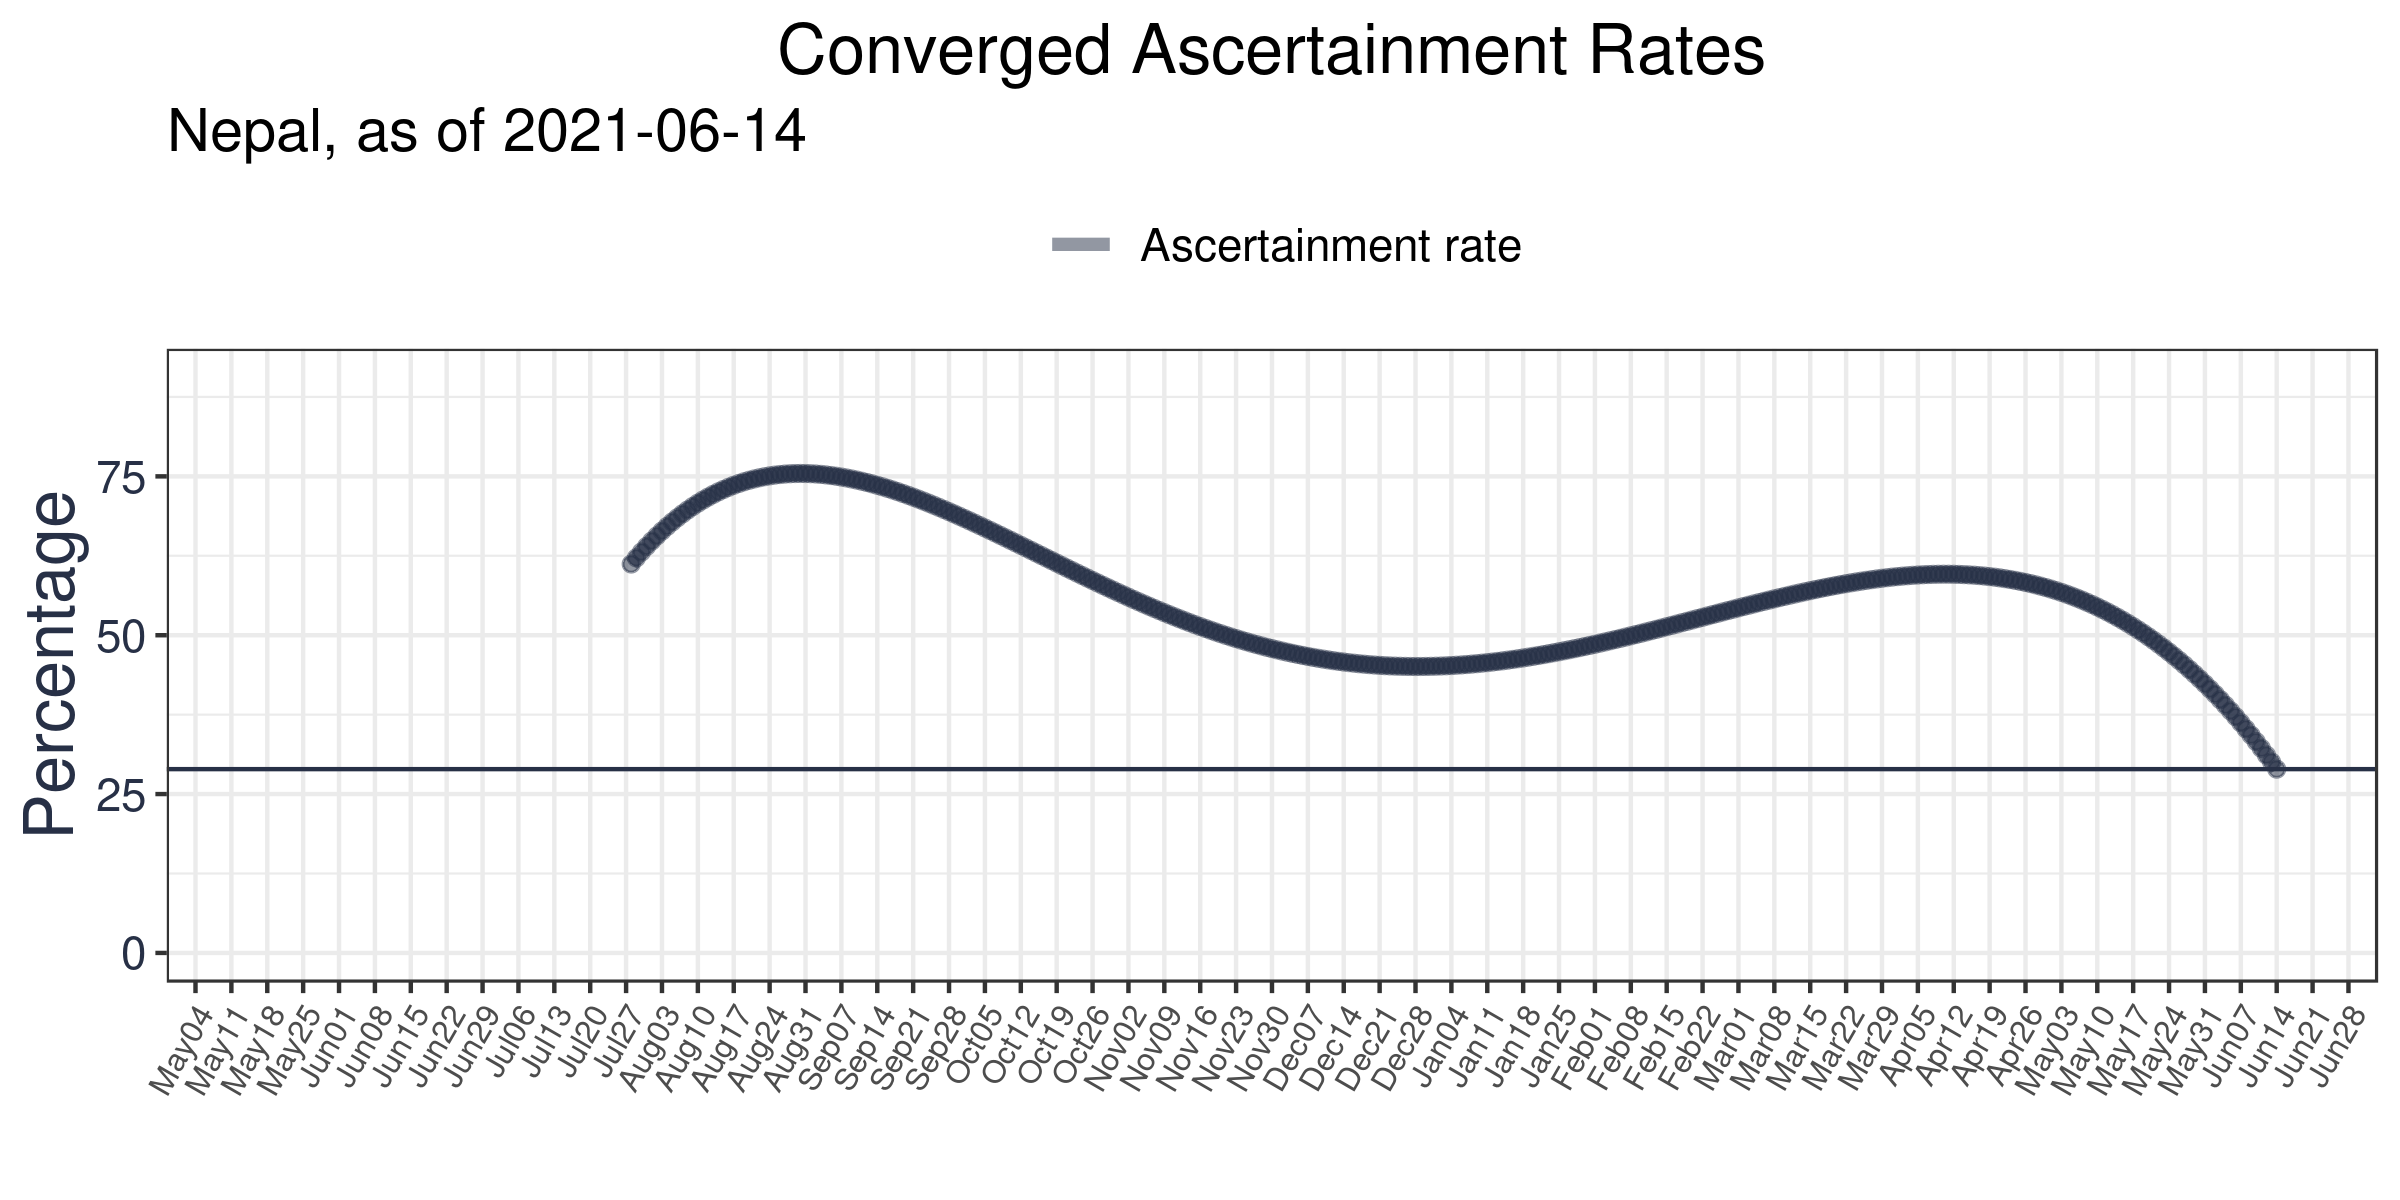 Converged Ascertainment Rates
Nepal, as of 2021-06-14
Ascertainment rate
Percentage
75
50
25
0
May04 May11 May18 May25 Jun01 Jun08 Jun15 Jun22 Jun29 Jul06 Jul13 Jul20 Jul27 Aug03 Aug10 Aug17 Aug24 Aug31 Sep07 Sep14 Sep21 Sep28 Oct05 Oct12 Oct19 Oct26 Nov02 Nov09 Nov16 Nov23 Nov30 Dec07 Dec14 Dec21 Dec28 Jan04 Jan11 Jan18 Jan25 Feb01 Feb08 Feb15 Feb22 Mar01 Mar08 Mar15 Mar22 Mar29 Apr05 Apr12 Apr19 Apr26 May03 May10 May17 May24 May31 Jun07 Jun14 Jun21 Jun28